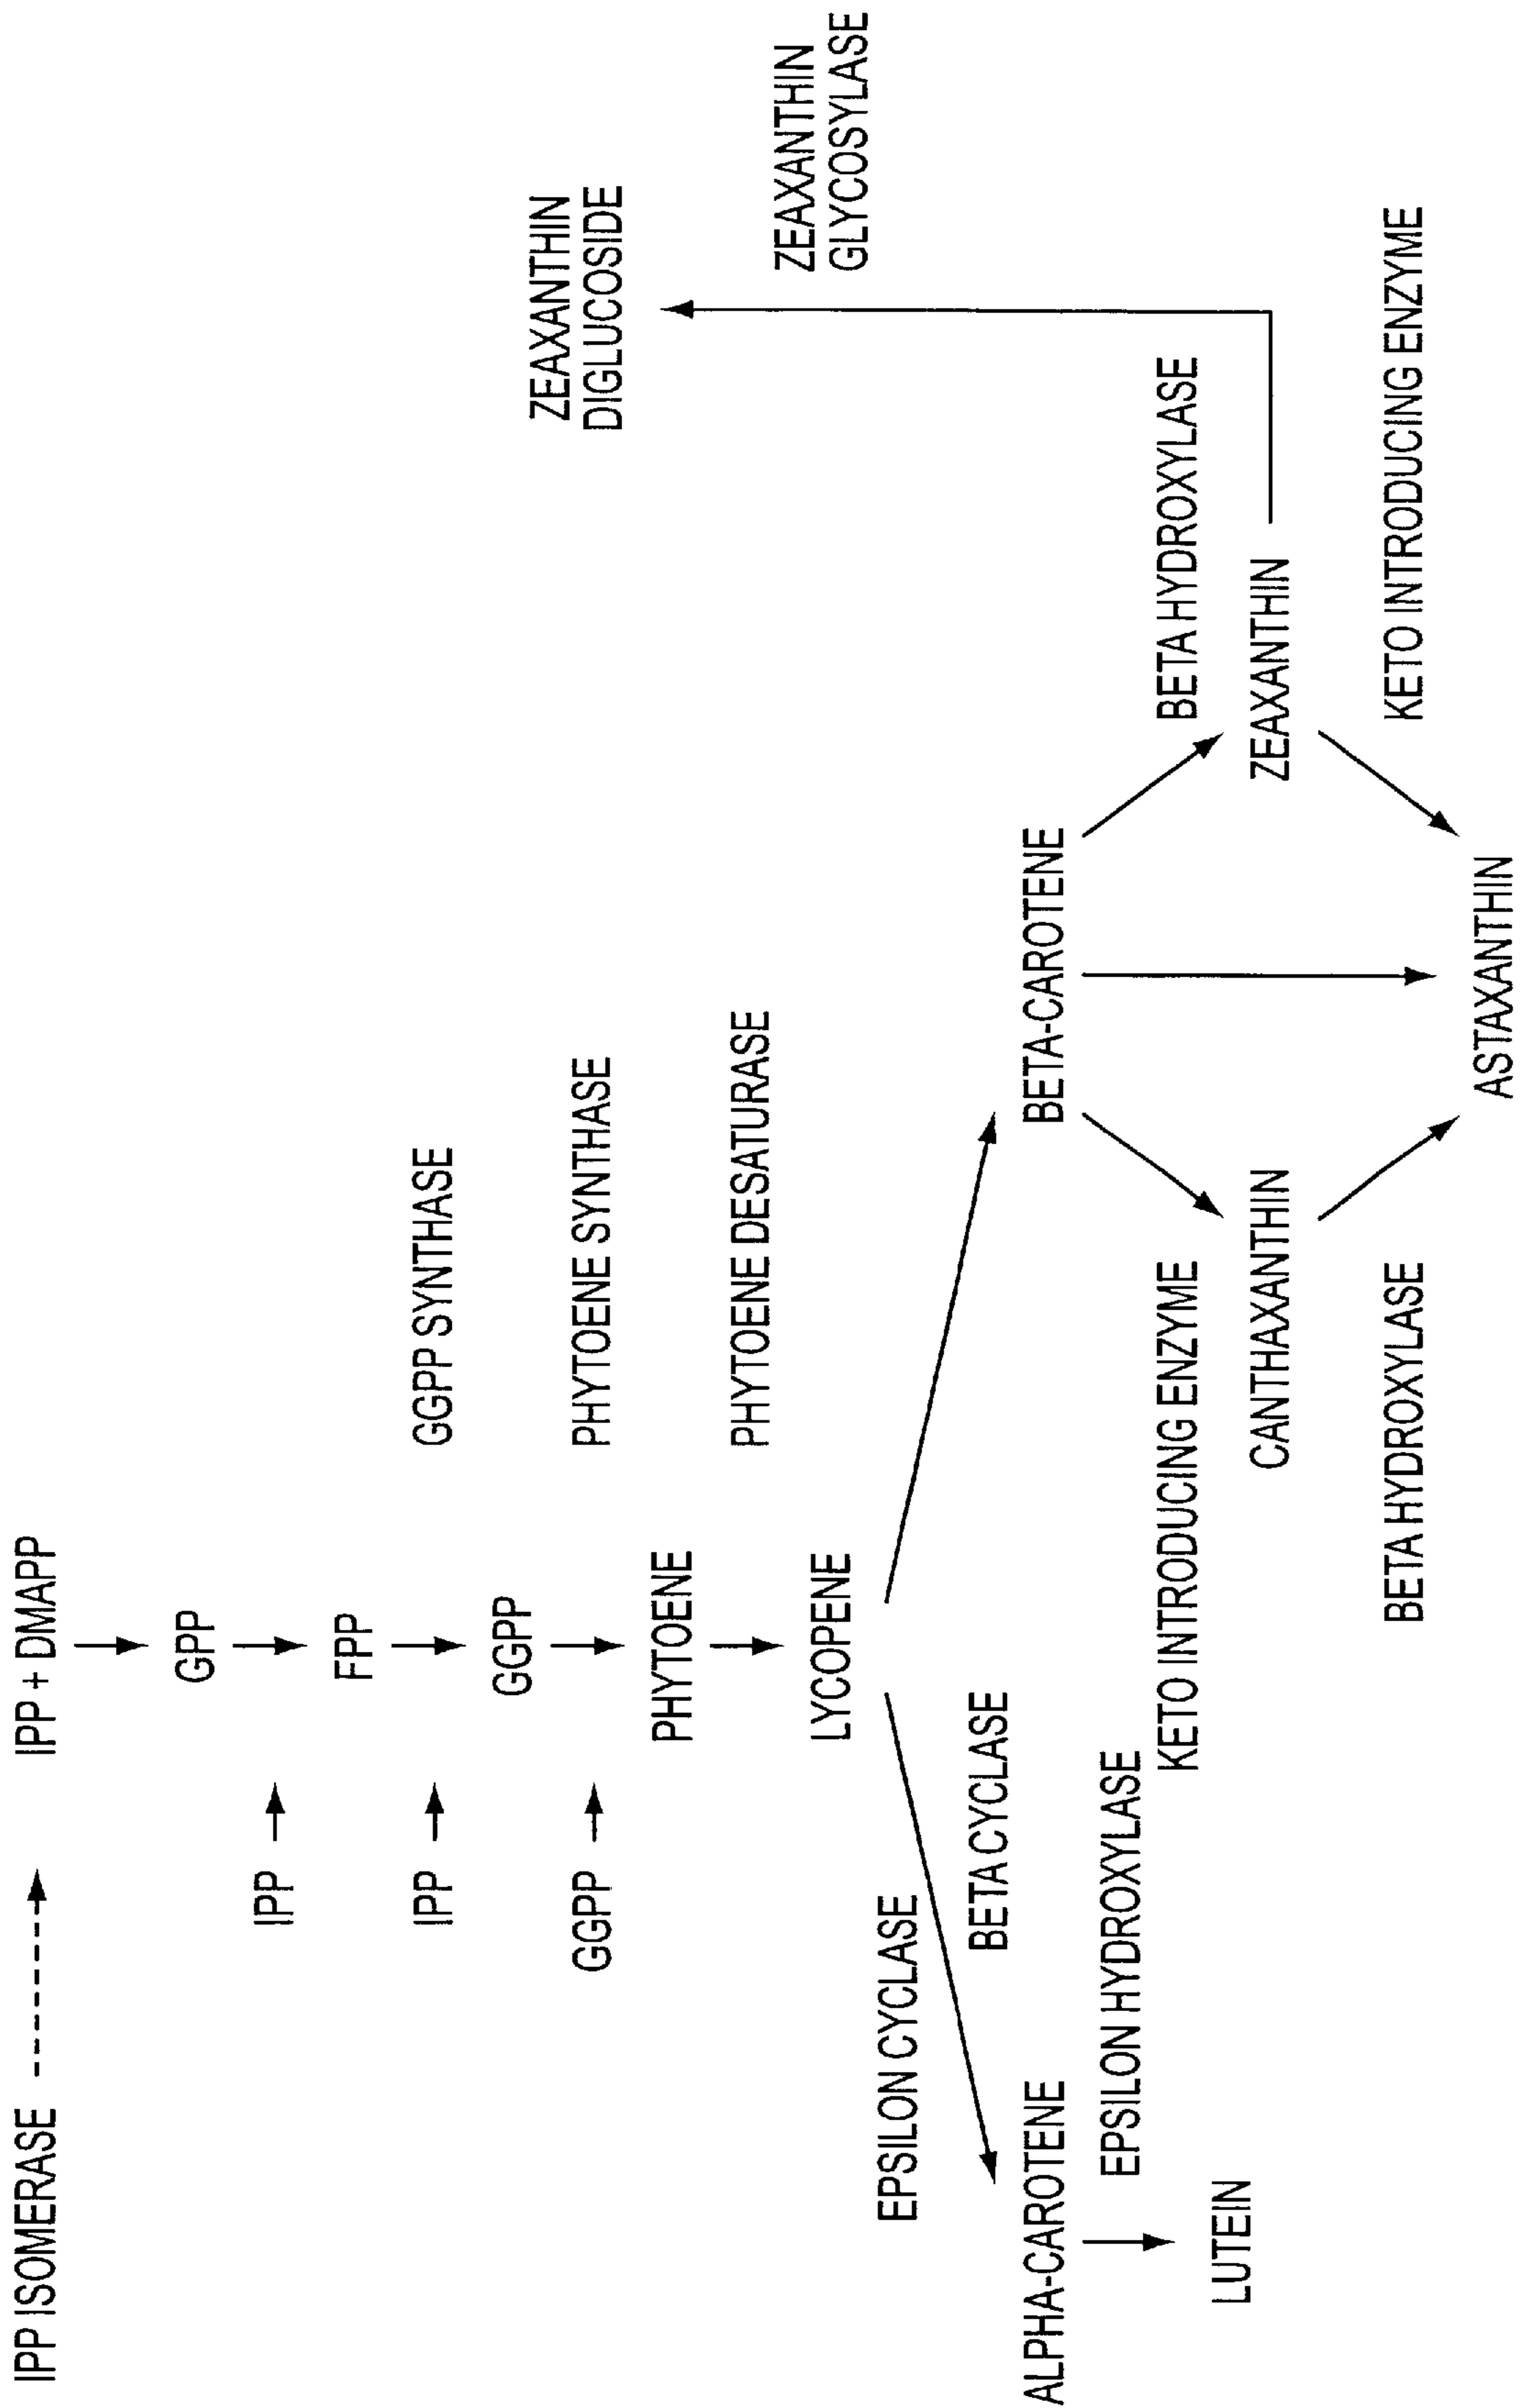 IPP ISOMERASE
IPP + DMAPP
GPP
IPP
FPP
IPP
GGPP SYNTHASE
GGPP
GGPP
PHYTOENE SYNTHASE
PHYTOENE
PHYTOENE DESATURASE
LYCOPENE
EPSILON CYCLASE
BETA CYCLASE
ALPHA-CAROTENE
BETA-CAROTENE
EPSILON HYDROXYLASE
LUTEIN
KETO INTRODUCING ENZYME
BETA HYDROXYLASE
CANTHAXANTHIN
ZEAXANTHIN
BETA HYDROXYLASE
KETO INTRODUCING ENZYME
ASTAXANTHIN
ZEAXANTHIN
DIGLUCOSIDE
ZEAXANTHIN
GLYCOSYLASE